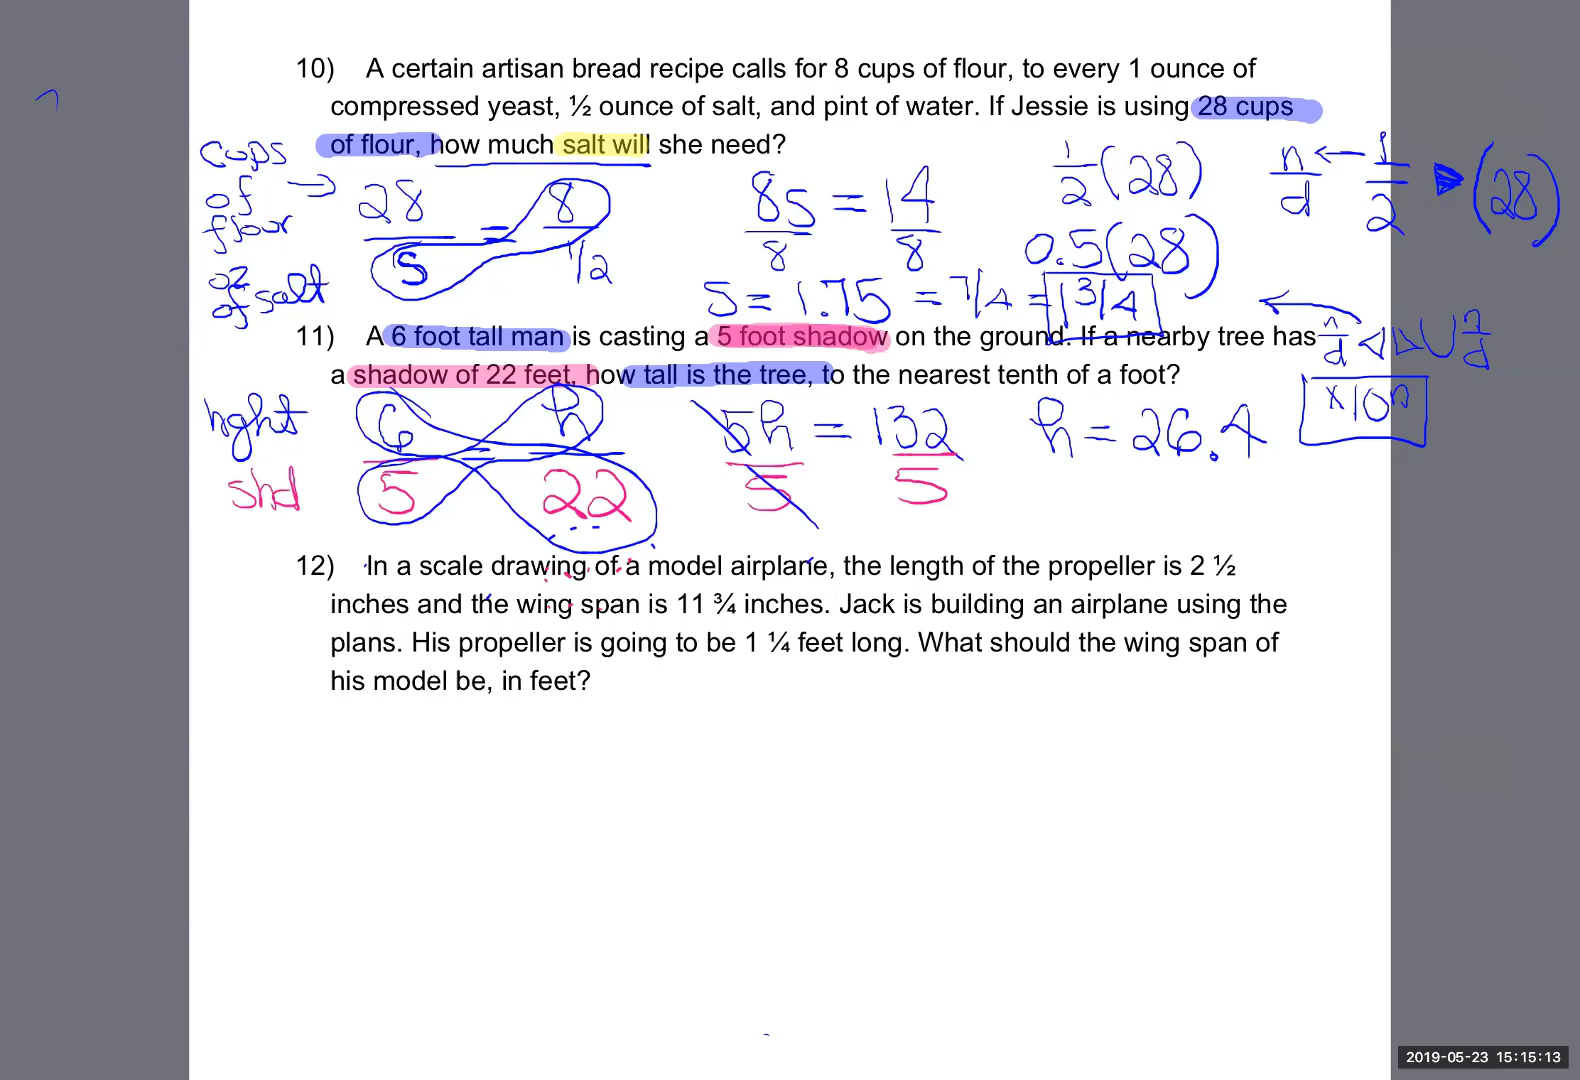 10) A certain artisan bread recipe calls for 8 cups of flour, to every 1 ounce of
compressed yeast, ½ ounce of salt, and pint of water. If Jessie is using 28 cups
of flour, how much salt will she need?
cups
of
flour
oz
of salt
28/s = 8/½
8s/8 = 14/8
s = 1.75 = 7/4 = 1 3/4
1/2 (28)
0.5(28)
n/d ← 1/2 (28)
11) A 6 foot tall man is casting a 5 foot shadow on the ground. If a nearby tree has
a shadow of 22 feet, how tall is the tree, to the nearest tenth of a foot?
n/d n/d
x10ⁿ
hght 6 = h
shd 5 22
5h/5 = 132/5
h = 26.4
12) In a scale drawing of a model airplane, the length of the propeller is 2 ½
inches and the wing span is 11 ¾ inches. Jack is building an airplane using the
plans. His propeller is going to be 1 ¼ feet long. What should the wing span of
his model be, in feet?
2019-05-23 15:15:13